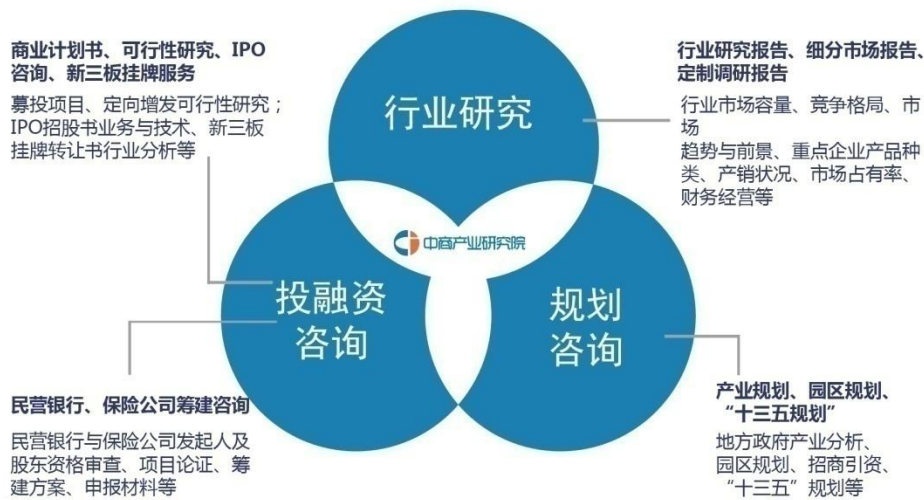 商业计划书、可行性研究、IPO
咨询、新三板挂牌服务
募投项目、定向增发可行性研究；
IPO招股书业务与技术、新三板
挂牌转让书行业分析等
行业研究
行业研究报告、细分市场报告、
定制调研报告
行业市场容量、竞争格局、市
场
趋势与前景、重点企业产品种
类、产销状况、市场占有率、
财务经营等
中商产业研究院
投融资
咨询
规划
咨询
民营银行、保险公司筹建咨询
民营银行与保险公司发起人及
股东资格审查、项目论证、筹
建方案、申报材料等
产业规划、园区规划、
“十三五规划”
地方政府产业分析、
园区规划、招商引资、
“十三五”规划等